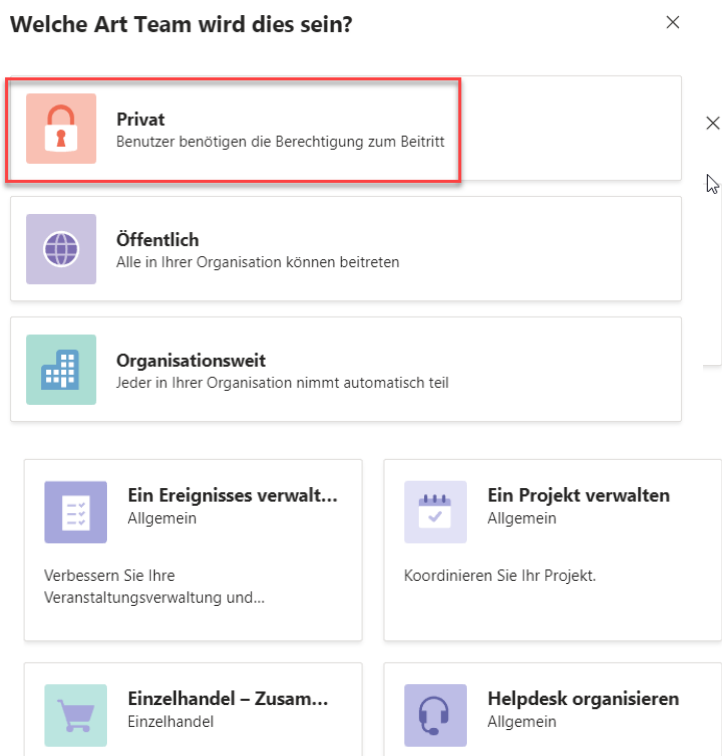 Welche Art Team wird dies sein?
Privat
Benutzer benötigen die Berechtigung zum Beitritt
Öffentlich
Alle in Ihrer Organisation können beitreten
Organisationsweit
Jeder in Ihrer Organisation nimmt automatisch teil
Ein Ereignisses verwalt...
Allgemein
Verbessern Sie Ihre
Veranstaltungsverwaltung und...
Ein Projekt verwalten
Allgemein
Koordinieren Sie Ihr Projekt.
Einzelhandel – Zusam...
Einzelhandel
Helpdesk organisieren
Allgemein